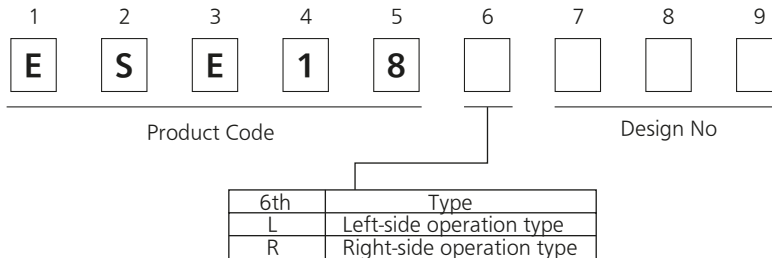 1 2 3 4 5 6 7 8 9
E S E 1 8
Product Code
Design No
6th Type
L Left-side operation type
R Right-side operation type